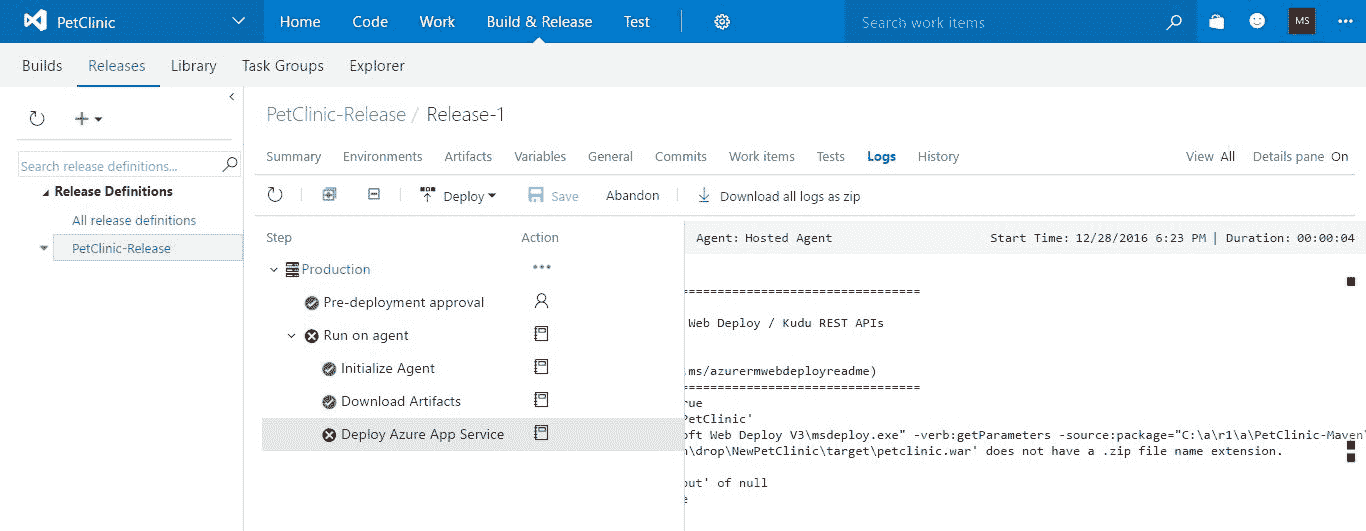 PetClinic Home Code Work Build & Release Test Search work items MS
Builds Releases Library Task Groups Explorer
PetClinic-Release / Release-1
Search release definitions...
Release Definitions
All release definitions
PetClinic-Release
Summary Environments Artifacts Variables General Commits Work items Tests Logs History View All Details pane On
Deploy Save Abandon Download all logs as zip
Step Action
Production
Pre-deployment approval
Run on agent
Initialize Agent
Download Artifacts
Deploy Azure App Service
Agent: Hosted Agent Start Time: 12/28/2016 6:23 PM | Duration: 00:00:04
================================
Web Deploy / Kudu REST APIs
.ms/azurermwebdeployreadme)
================================
rue
PetClinic'
oft Web Deploy V3\msdeploy.exe" -verb:getParameters -source:package="C:\a\r1\a\PetClinic-Maven\
n\drop\NewPetClinic\target\petclinic.war' does not have a .zip file name extension.
out' of null
e